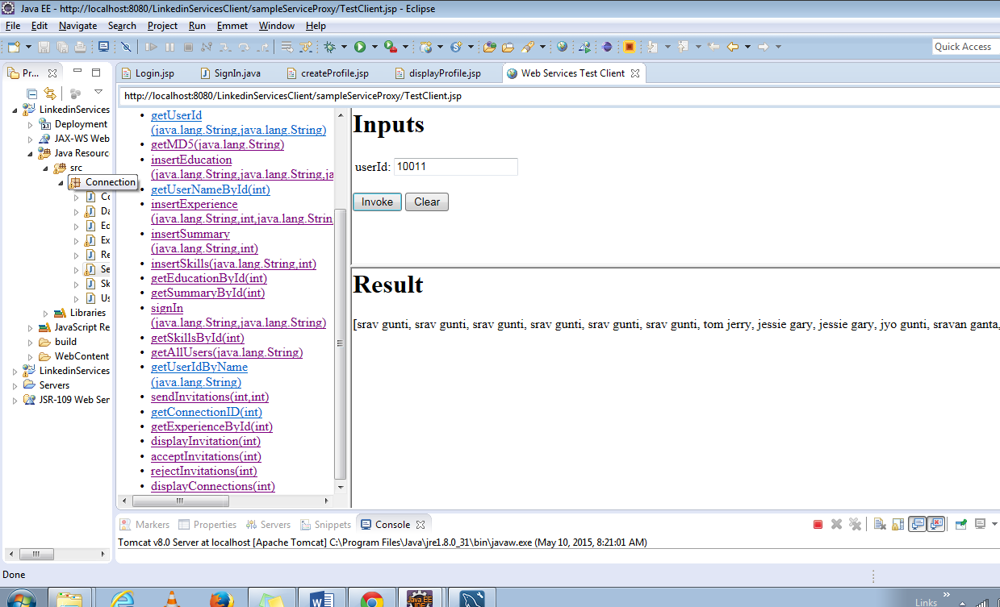 Java EE - http://localhost:8080/LinkedinServicesClient/sampleServiceProxy/TestClient.jsp - Eclipse
File Edit Navigate Search Project Run Emmet Window Help
Quick Access
Pr...
Login.jsp SignIn.java createProfile.jsp displayProfile.jsp Web Services Test Client
http://localhost:8080/LinkedinServicesClient/sampleServiceProxy/TestClient.jsp
LinkedinServices
Deployment
JAX-WS Web
Java Resourc
src
Connection
Cc
Da
Ec
Ex
Re
Se
Sk
Us
Libraries
JavaScript Re
build
WebContent
LinkedinServices
Servers
JSR-109 Web Ser
getUserId
(java.lang.String,java.lang.String)
getMD5(java.lang.String)
insertEducation
(java.lang.String,java.lang.String,ja
getUserNameById(int)
insertExperience
(java.lang.String,int,java.lang.Strin
insertSummary
(java.lang.String,int)
insertSkills(java.lang.String,int)
getEducationById(int)
getSummaryById(int)
signIn
(java.lang.String,java.lang.String)
getSkillsById(int)
getAllUsers(java.lang.String)
getUserIdByName
(java.lang.String)
sendInvitations(int,int)
getConnectionID(int)
getExperienceById(int)
displayInvitation(int)
acceptInvitations(int)
rejectInvitations(int)
displayConnections(int)
Inputs
userId: 10011
Invoke Clear
Result
[srav gunti, srav gunti, srav gunti, srav gunti, srav gunti, srav gunti, tom jerry, jessie gary, jessie gary, jyo gunti, sravan ganta,
Markers Properties Servers Snippets Console
Tomcat v8.0 Server at localhost [Apache Tomcat] C:\Program Files\Java\jre1.8.0_31\bin\javaw.exe (May 10, 2015, 8:21:01 AM)
Done
Java EE
IDE
Links